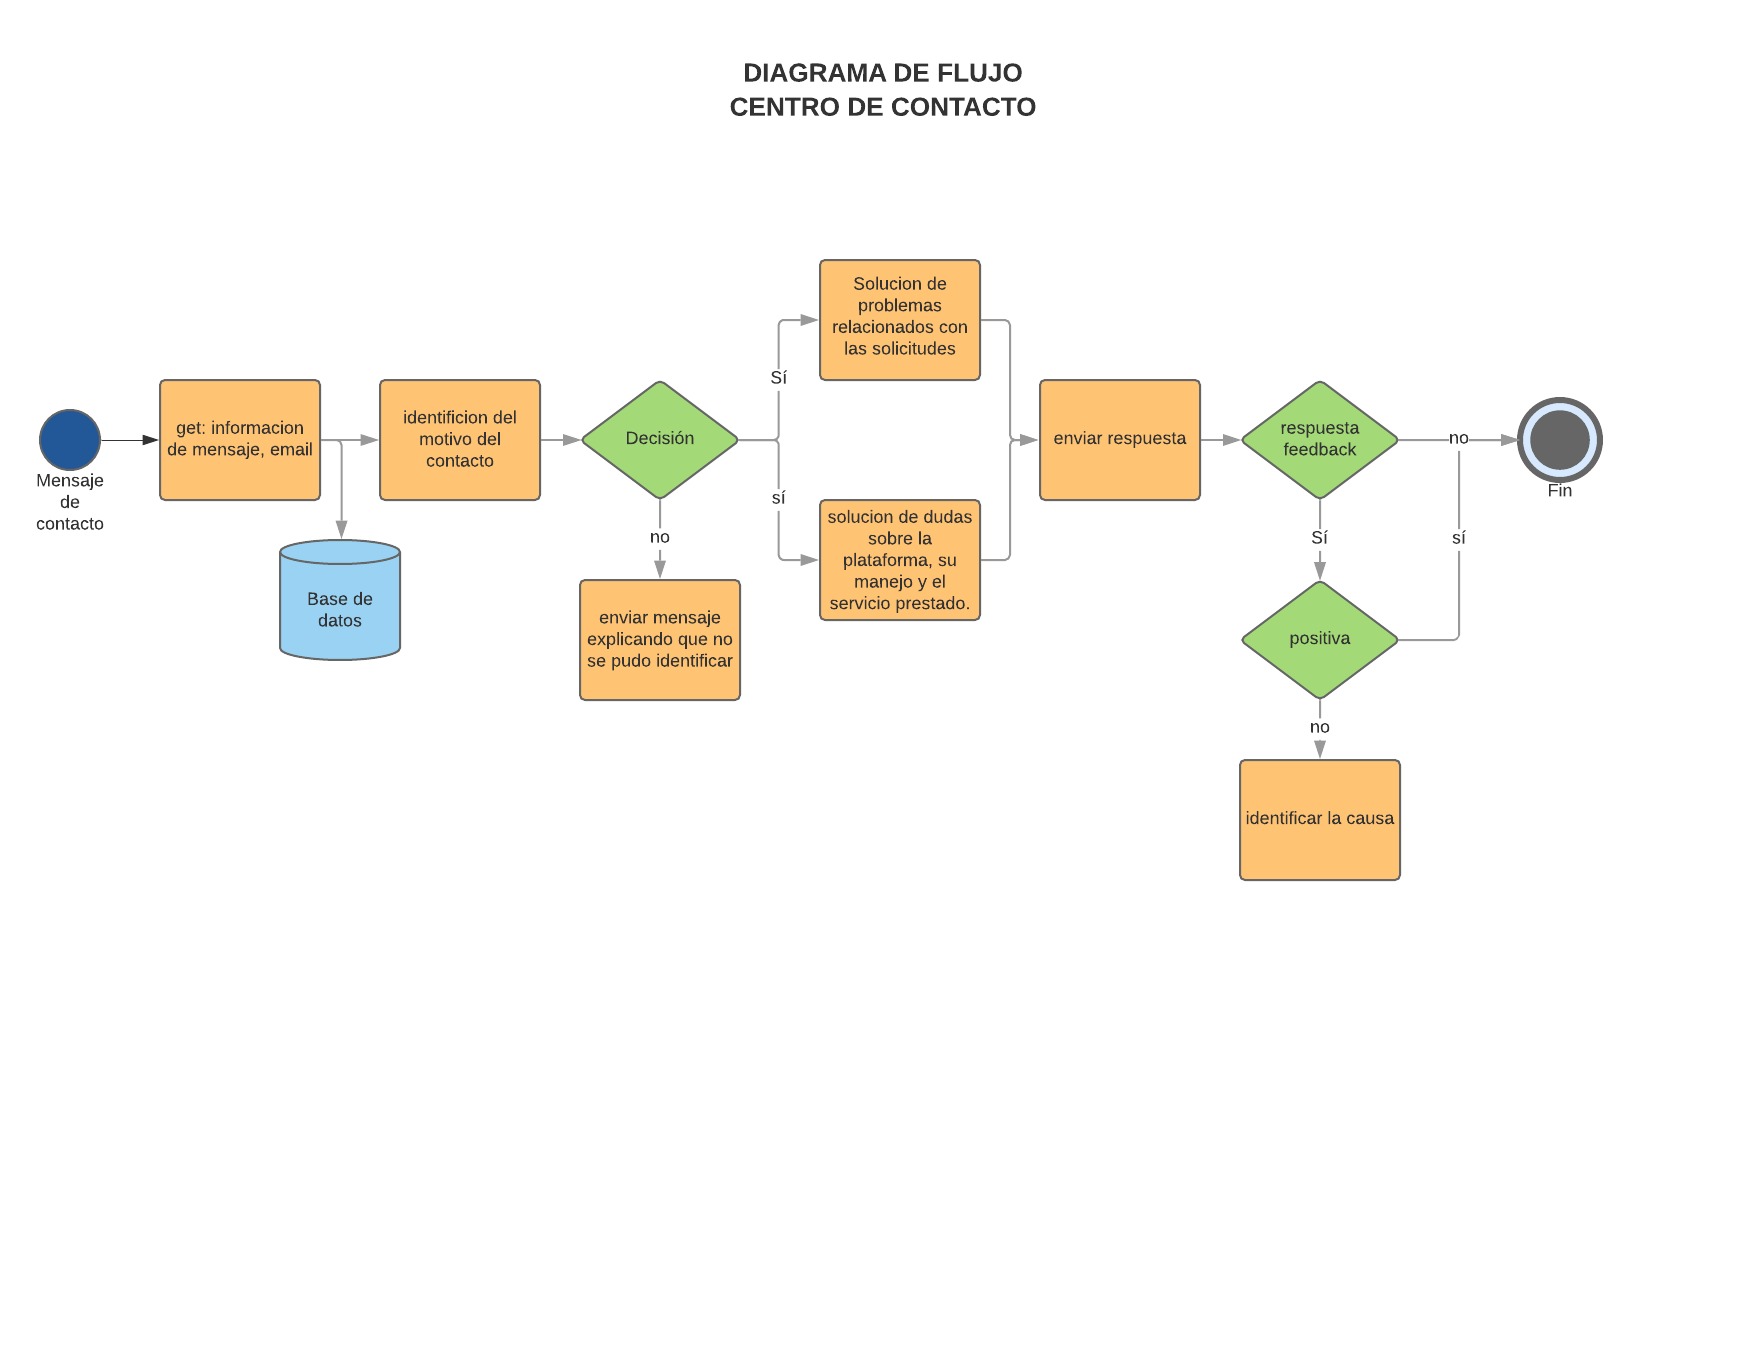 DIAGRAMA DE FLUJO
CENTRO DE CONTACTO
Mensaje
de
contacto
get: informacion
de mensaje, email
Base de
datos
identificion del
motivo del
contacto
Decisión
no
enviar mensaje
explicando que no
se pudo identificar
Sí
Solucion de
problemas
relacionados con
las solicitudes
sí
solucion de dudas
sobre la
plataforma, su
manejo y el
servicio prestado.
enviar respuesta
respuesta
feedback
no
Fin
Sí
positiva
sí
no
identificar la causa